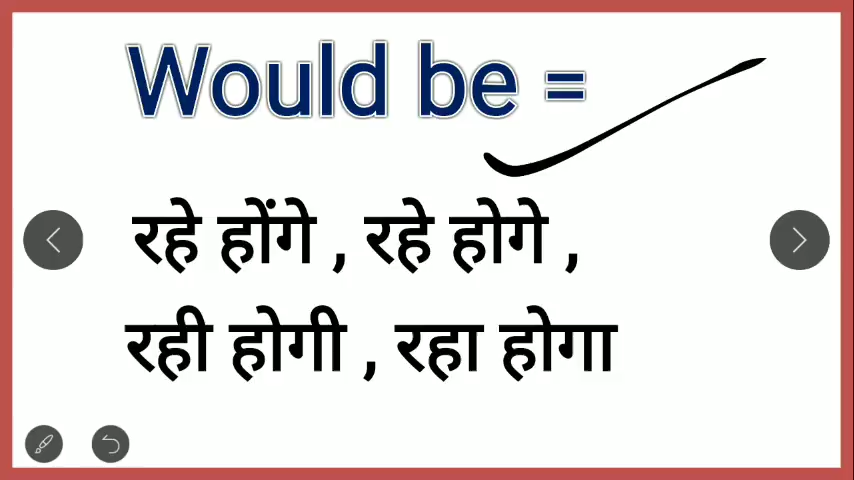 Would be =
रहे होंगे , रहे होगे ,
रही होगी , रहा होगा